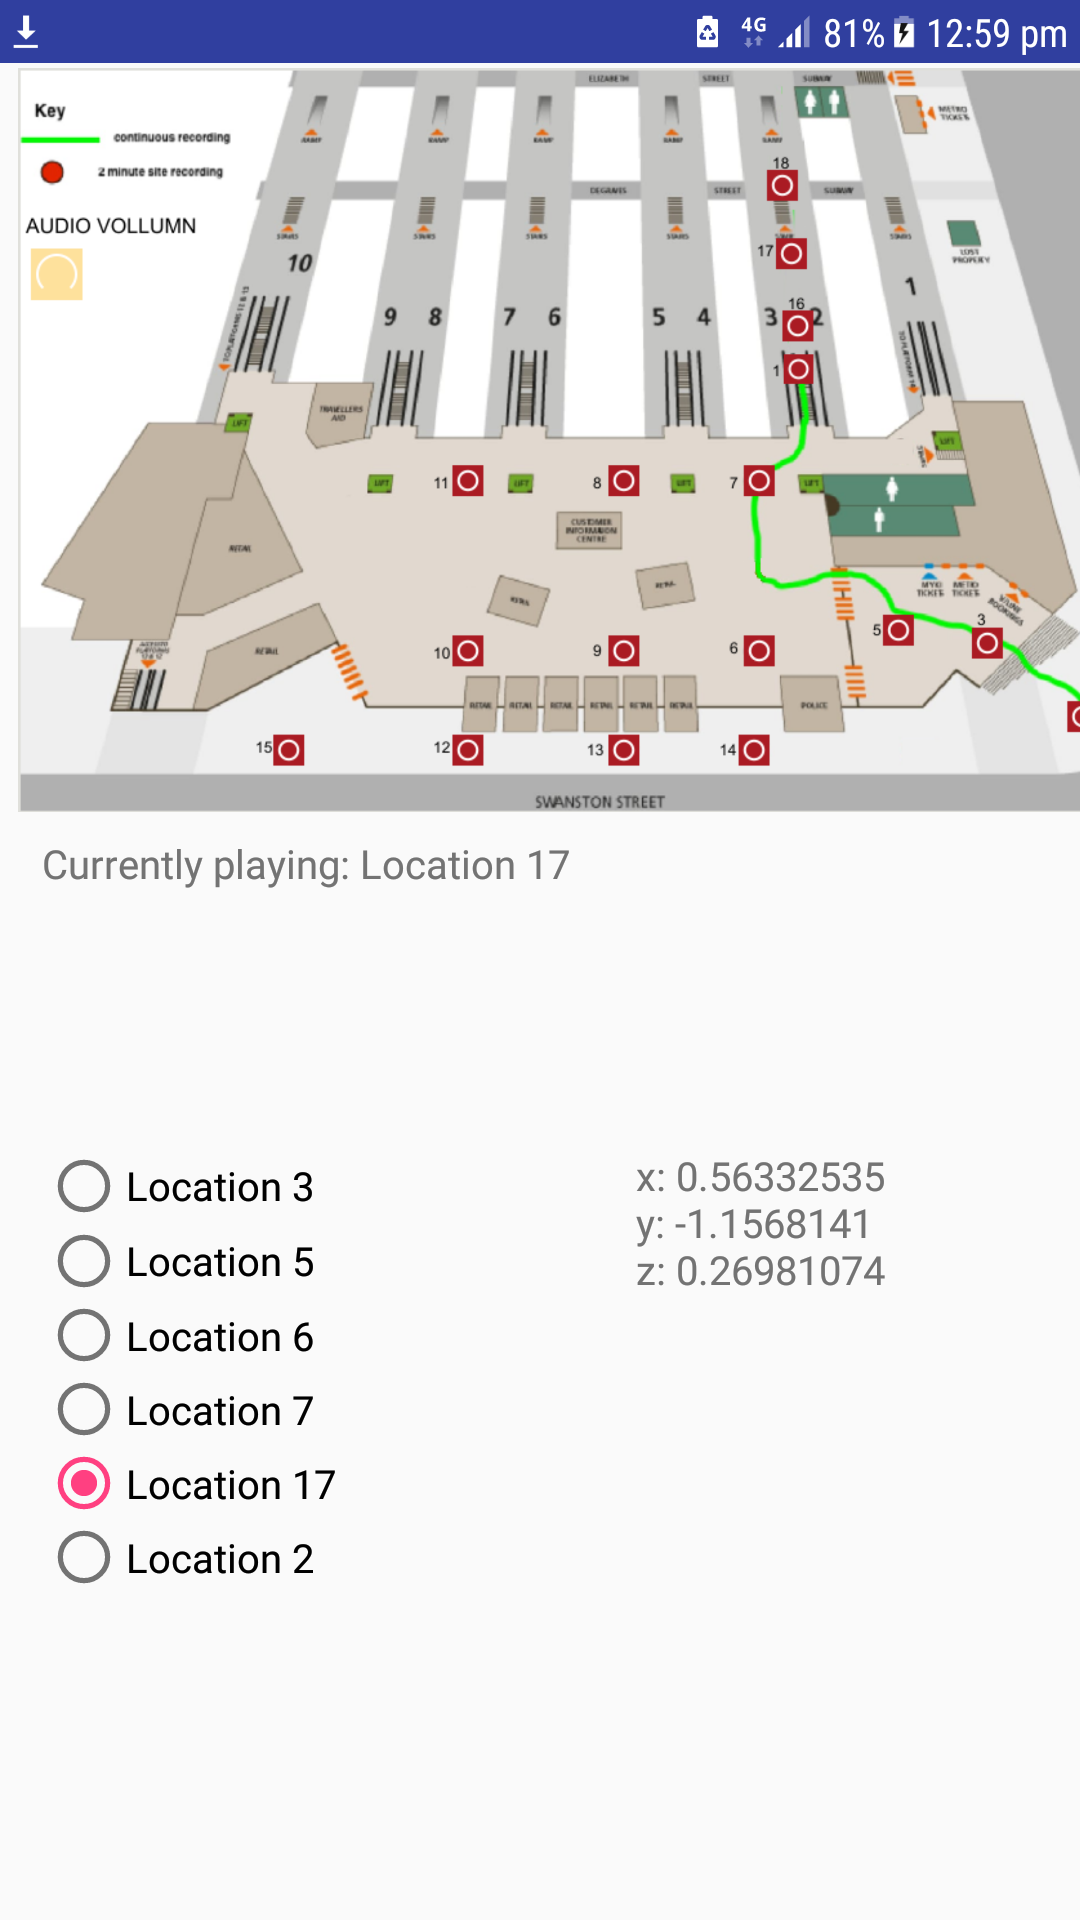 4G 81% 12:59 pm
ELIZABETH STREET SUBWAY
Key
continuous recording
2 minute site recording
AUDIO VOLLUMN
METRO TICKETS
RAMP RAMP RAMP RAMP RAMP
18
DEGRAVES STREET SUBWAY
STAIRS STAIRS STAIRS STAIRS STAIRS STAIRS
LOST PROPERTY
17
10
1
9 8 7 6 5 4 3 16 2
1
TRAVELLERS AID
LIFT
LIFT
STAIRS
LIFT 11 LIFT 8 LIFT 7 LIFT
CUSTOMER INFORMATION CENTRE
RETAIL
RETAIL
RETAIL
MYKI TICKETS
METRO TICKETS
V/LINE BOOKINGS
5
3
RETAIL
10 9 6
RETAIL RETAIL RETAIL RETAIL RETAIL RETAIL POLICE
15 12 13 14
SWANSTON STREET
Currently playing: Location 17
Location 3
Location 5
Location 6
Location 7
Location 17
Location 2
x: 0.56332535
y: -1.1568141
z: 0.26981074